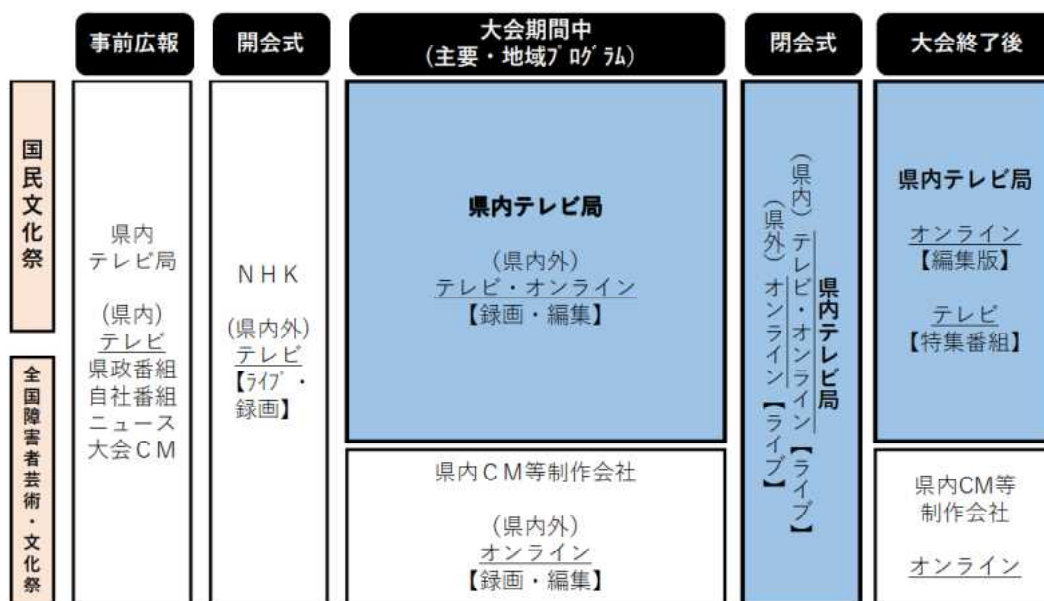 事前広報
開会式
大会期間中
(主要・地域ﾌﾟﾛｸﾞﾗﾑ)
閉会式
大会終了後
国民文化祭
全国障害者芸術・文化祭
県内
テレビ局
(県内)
テレビ
県政番組
自社番組
ニュース
大会ＣＭ
ＮＨＫ
(県内外)
テレビ
【ﾗｲﾌﾞ・
録画】
県内テレビ局
(県内外)
テレビ・オンライン
【録画・編集】
県内ＣＭ等制作会社
(県内外)
オンライン
【録画・編集】
県内テレビ局
(県内)テレビ・オンライン【ライブ】
(県外)オンライン【ライブ】
県内テレビ局
オンライン
【編集版】
テレビ
【特集番組】
県内CM等
制作会社
オンライン